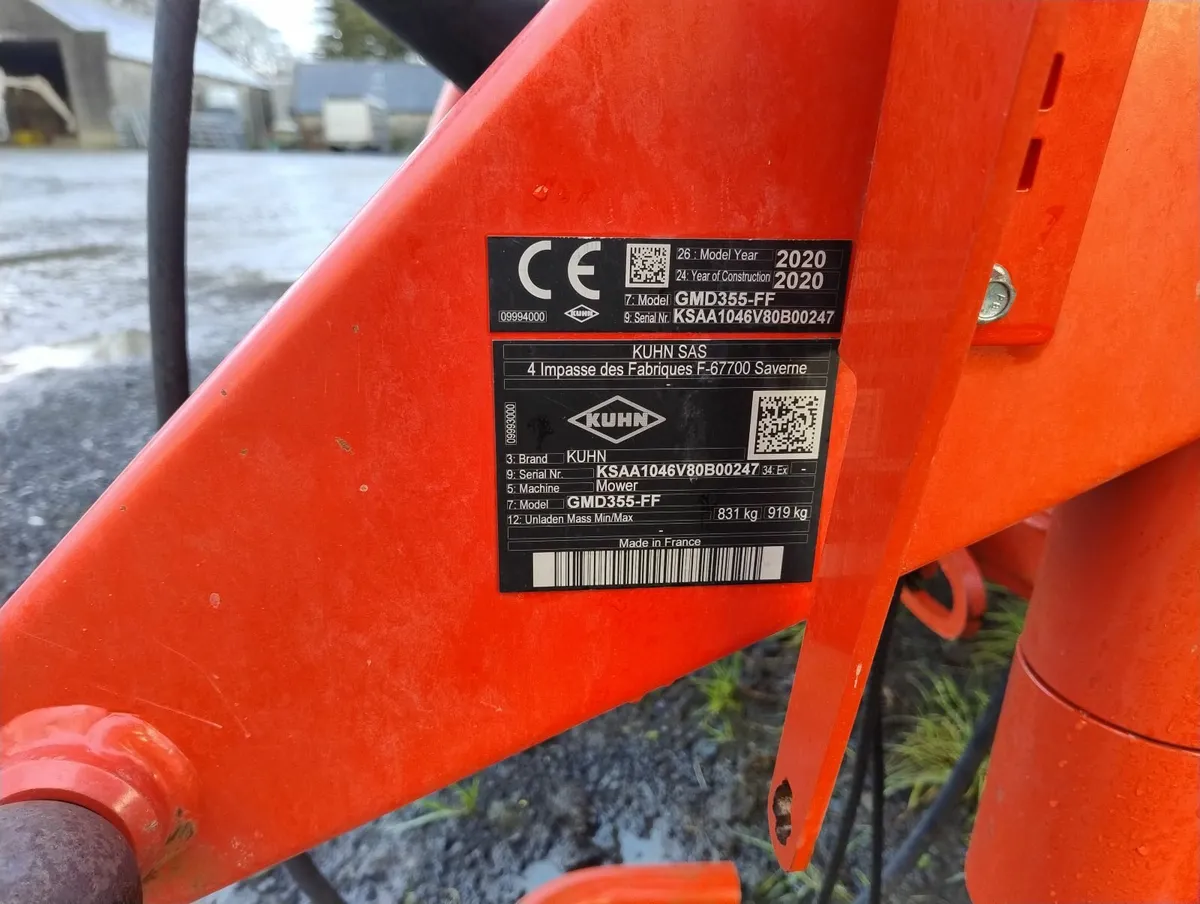 CE
26 : Model Year 2020
24: Year of Construction 2020
7: Model GMD355-FF
09994000 KUHN 9: Serial Nr. KSAA1046V80B00247
KUHN SAS
4 Impasse des Fabriques F-67700 Saverne
-
09993000
KUHN
3: Brand KUHN
9: Serial Nr. KSAA1046V80B00247 34: Ex -
5: Machine Mower
7: Model GMD355-FF
12: Unladen Mass Min/Max 831 kg 919 kg
-
Made in France